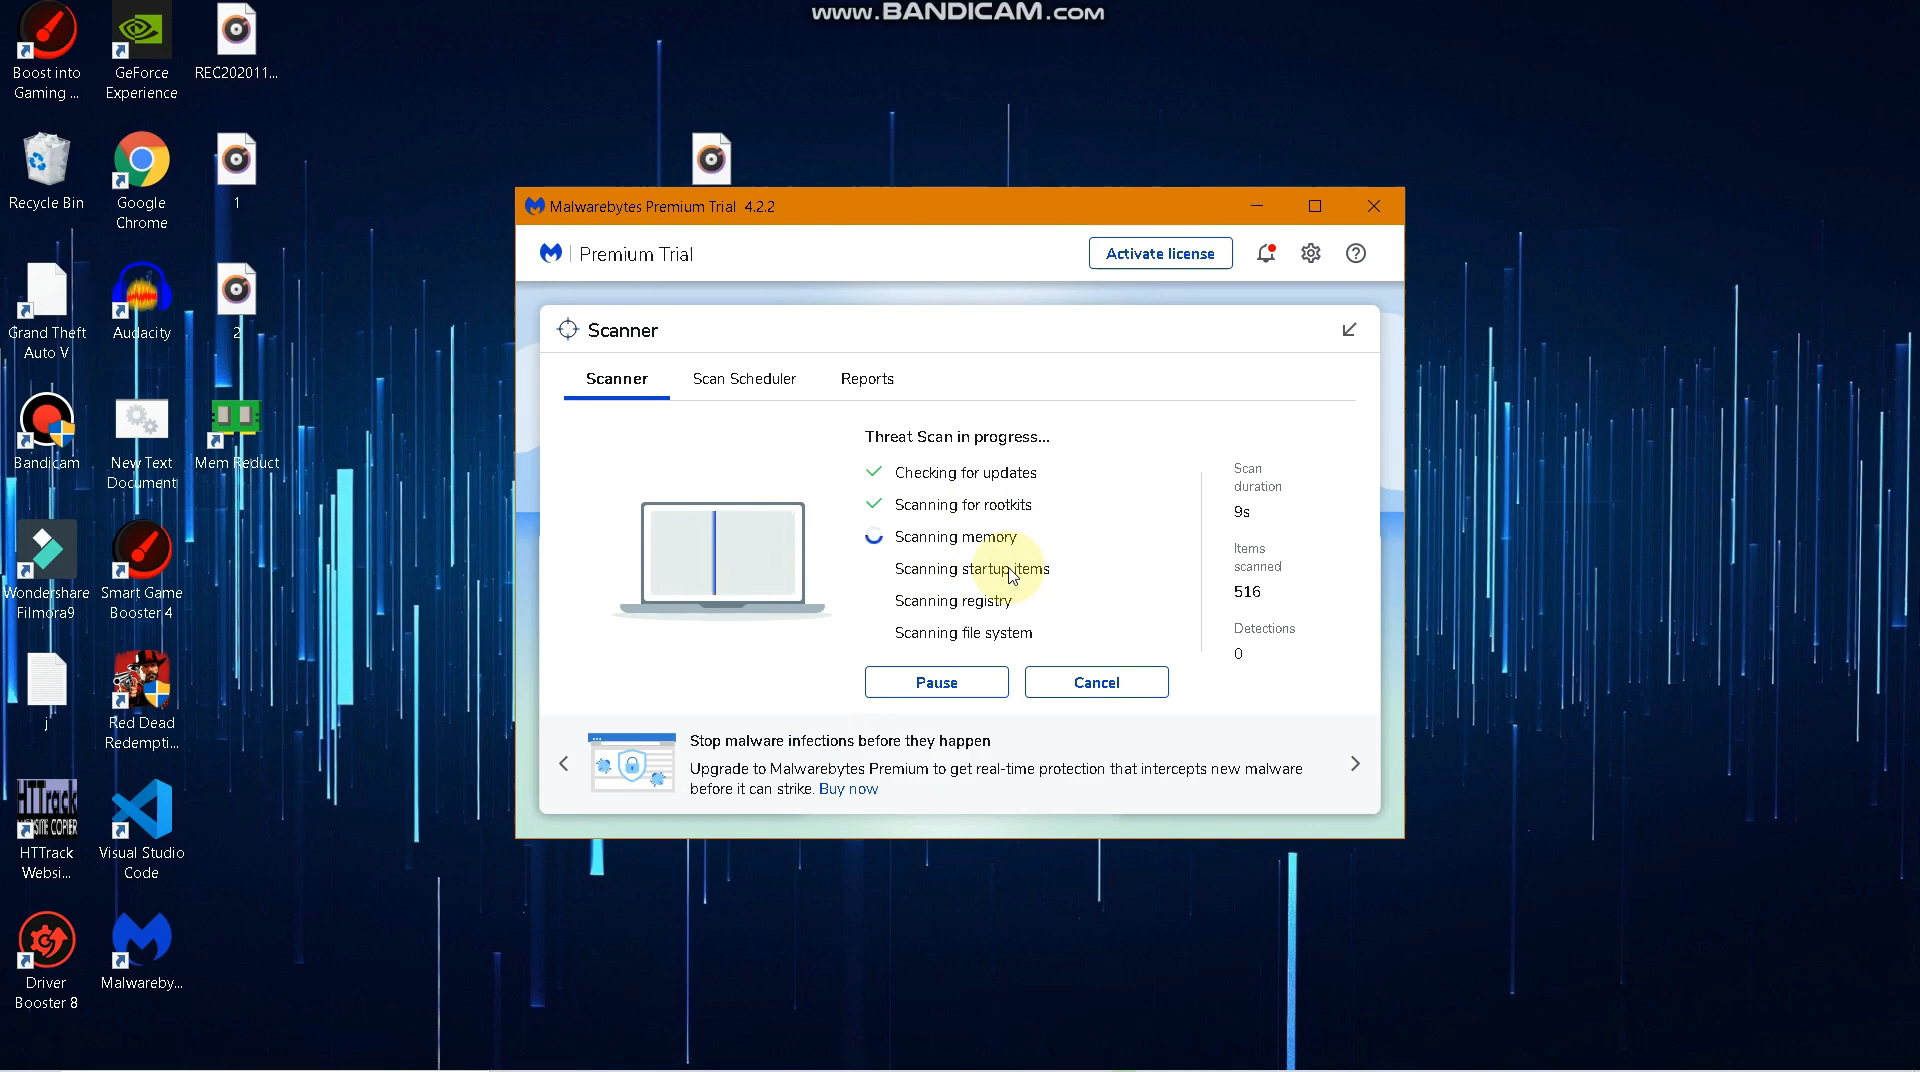 www.BANDICAM.com
Boost into
Gaming ...
GeForce
Experience
REC202011...
Recycle Bin
Google
Chrome
1
Grand Theft
Auto V
Audacity
2
Bandicam
New Text
Document
Mem Reduct
Wondershare
Filmora9
Smart Game
Booster 4
j
Red Dead
Redempti...
HTTrack
WEBSITE COPIER
HTTrack
Websi...
Visual Studio
Code
Driver
Booster 8
Malwareby...
Malwarebytes Premium Trial 4.2.2
Premium Trial
Activate license
Scanner
Scanner
Scan Scheduler
Reports
Threat Scan in progress...
Checking for updates
Scanning for rootkits
Scanning memory
Scanning startup items
Scanning registry
Scanning file system
Scan
duration
9s
Items
scanned
516
Detections
0
Pause
Cancel
Stop malware infections before they happen
Upgrade to Malwarebytes Premium to get real-time protection that intercepts new malware
before it can strike. Buy now